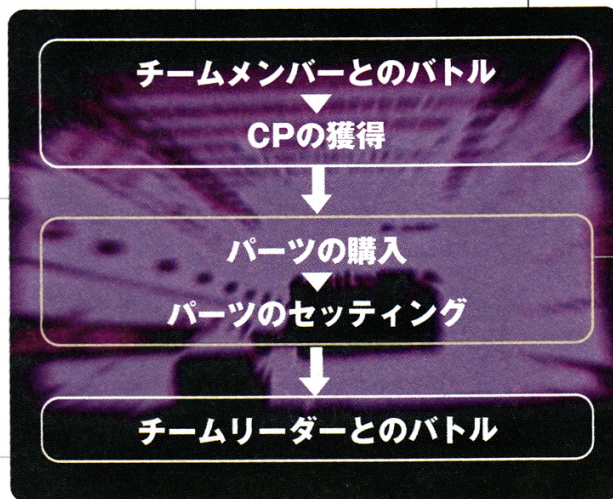 チームメンバーとのバトル
CPの獲得
パーツの購入
パーツのセッティング
チームリーダーとのバトル